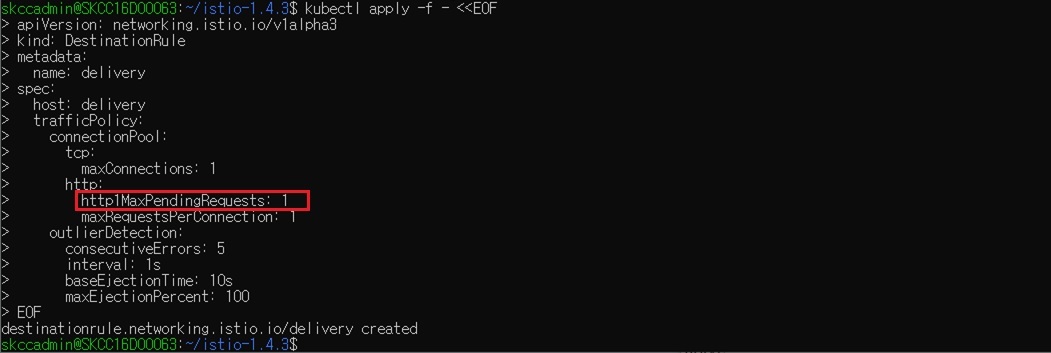 skccadmin@SKCC16D00063:~/istio-1.4.3$ kubectl apply -f - <<EOF
> apiVersion: networking.istio.io/v1alpha3
> kind: DestinationRule
> metadata:
>   name: delivery
> spec:
>   host: delivery
>   trafficPolicy:
>     connectionPool:
>       tcp:
>         maxConnections: 1
>       http:
>         http1MaxPendingRequests: 1
>         maxRequestsPerConnection: 1
>     outlierDetection:
>       consecutiveErrors: 5
>       interval: 1s
>       baseEjectionTime: 10s
>       maxEjectionPercent: 100
> EOF
destinationrule.networking.istio.io/delivery created
skccadmin@SKCC16D00063:~/istio-1.4.3$